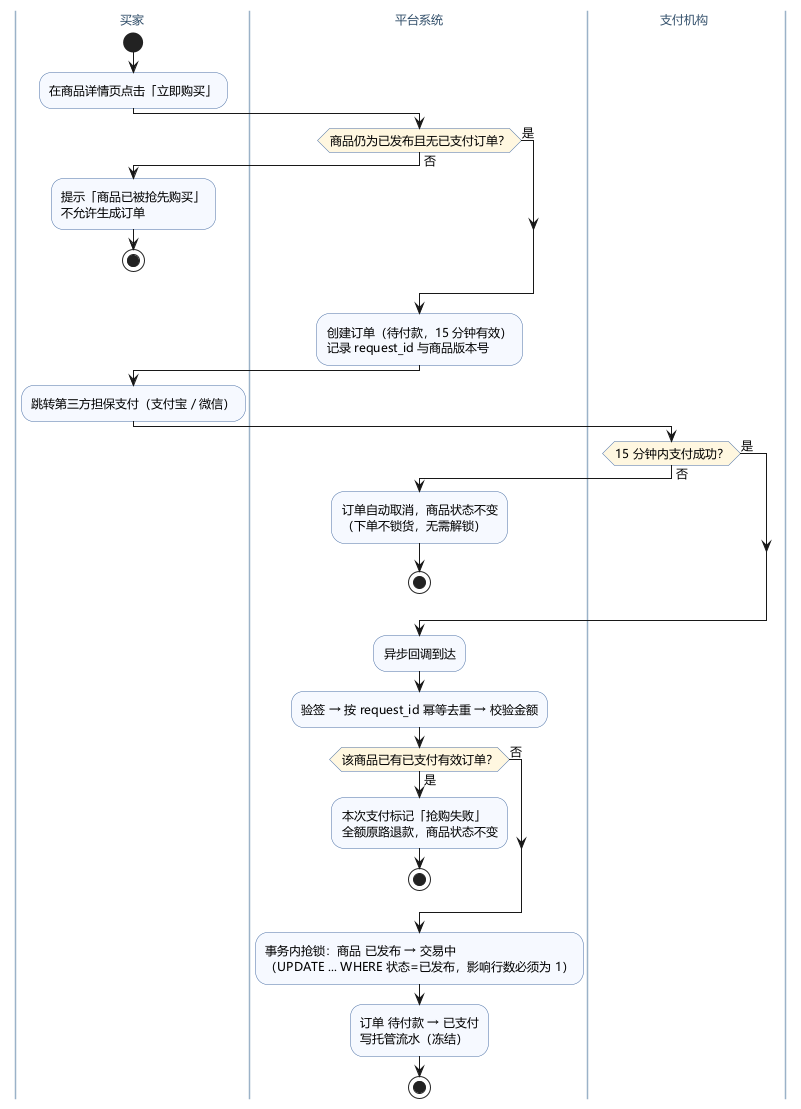 买家
平台系统
支付机构
在商品详情页点击「立即购买」
商品仍为已发布且无已支付订单？
是
否
提示「商品已被抢先购买」
不允许生成订单
创建订单（待付款，15 分钟有效）
记录 request_id 与商品版本号
跳转第三方担保支付（支付宝 / 微信）
15 分钟内支付成功？
是
否
订单自动取消，商品状态不变
（下单不锁货，无需解锁）
异步回调到达
验签 → 按 request_id 幂等去重 → 校验金额
该商品已有已支付有效订单？
否
是
本次支付标记「抢购失败」
全额原路退款，商品状态不变
事务内抢锁：商品 已发布 → 交易中
（UPDATE ... WHERE 状态=已发布，影响行数必须为 1）
订单 待付款 → 已支付
写托管流水（冻结）